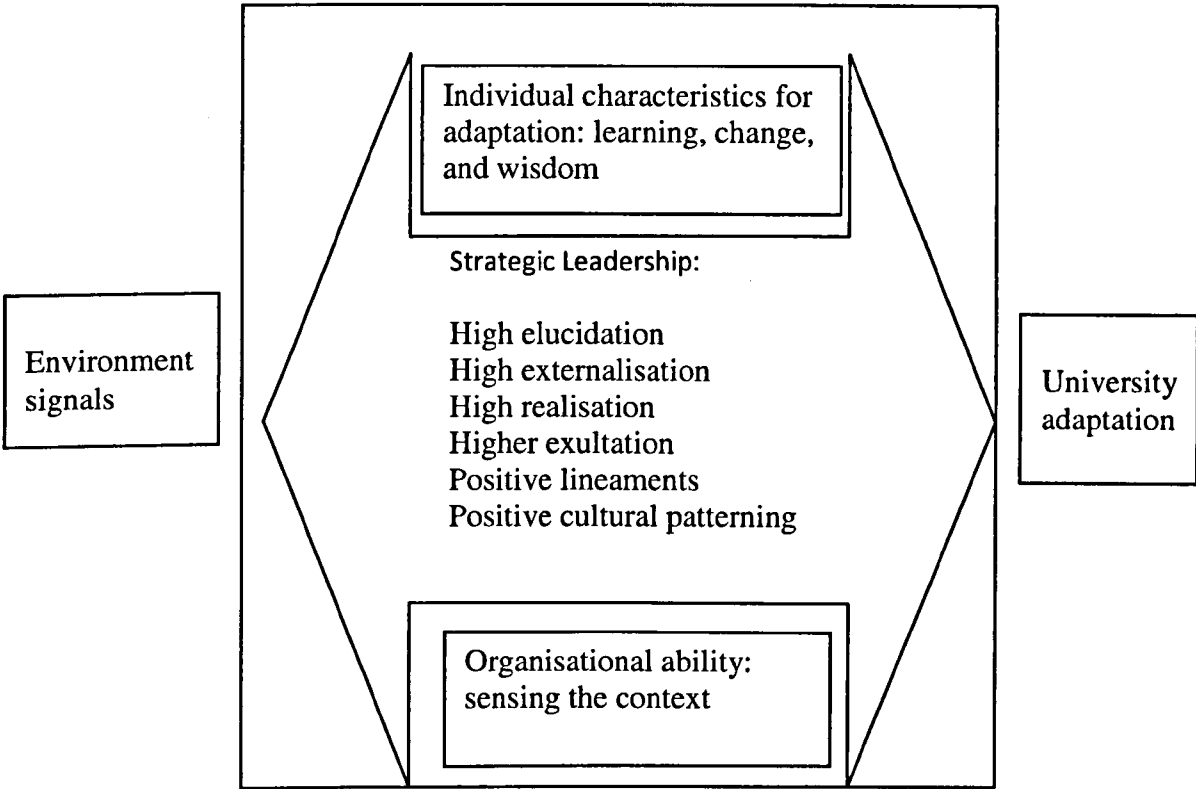 Individual characteristics for
adaptation: learning, change,
and wisdom
Strategic Leadership:
High elucidation
High externalisation
High realisation
Higher exultation
Positive lineaments
Positive cultural patterning
Environment
signals
University
adaptation
Organisational ability:
sensing the context